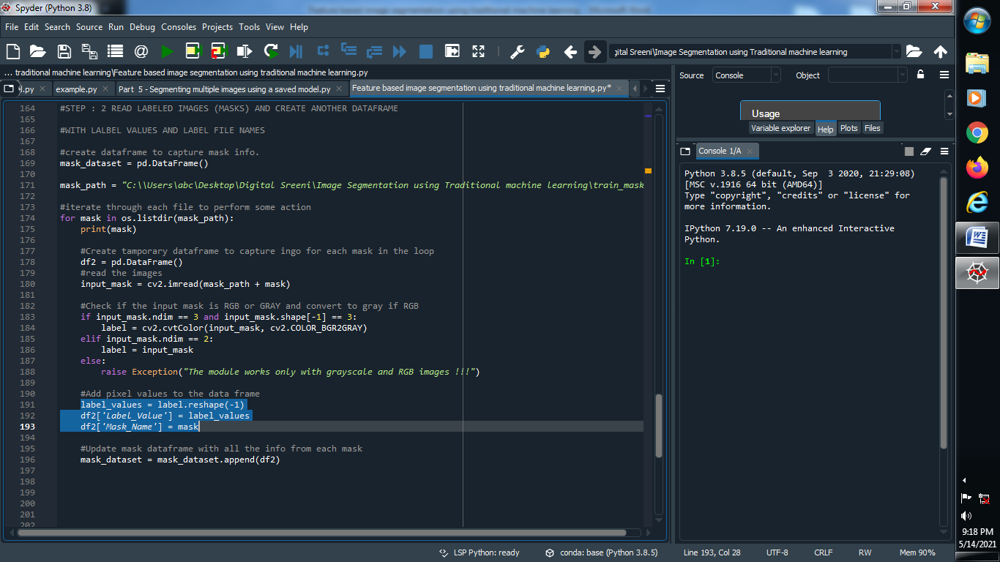 Spyder (Python 3.8)
File Edit Search Source Run Debug Consoles Projects Tools View Help
gital Sreeni\Image Segmentation using Traditional machine learning
... traditional machine learning\Feature based image segmentation using traditional machine learning.py
el.py example.py Part 5 - Segmenting multiple images using a saved model.py Feature based image segmentation using traditional machine learning.py*
164 #STEP : 2 READ LABELED IMAGES (MASKS) AND CREATE ANOTHER DATAFRAME
165
166 #WITH LALBEL VALUES AND LABEL FILE NAMES
167
168 #create dataframe to capture mask info.
169 mask_dataset = pd.DataFrame()
170
171 mask_path = "C:\\Users\abc\Desktop\Digital Sreeni\Image Segmentation using Traditional machine learning\train_mask
172
173 #iterate through each file to perform some action
174 for mask in os.listdir(mask_path):
175 print(mask)
176
177 #Create tamporary dataframe to capture ingo for each mask in the loop
178 df2 = pd.DataFrame()
179 #read the images
180 input_mask = cv2.imread(mask_path + mask)
181
182 #Check if the input mask is RGB or GRAY and convert to gray if RGB
183 if input_mask.ndim == 3 and input_mask.shape[-1] == 3:
184 label = cv2.cvtColor(input_mask, cv2.COLOR_BGR2GRAY)
185 elif input_mask.ndim == 2:
186 label = input_mask
187 else:
188 raise Exception("The module works only with grayscale and RGB images !!!")
189
190 #Add pixel values to the data frame
191 label_values = label.reshape(-1)
192 df2['Label_Value'] = label_values
193 df2['Mask_Name'] = mask
194
195 #Update mask dataframe with all the info from each mask
196 mask_dataset = mask_dataset.append(df2)
197
198
199
200
201
202
Source Console Object
Usage
Variable explorer Help Plots Files
Console 1/A
Python 3.8.5 (default, Sep 3 2020, 21:29:08)
[MSC v.1916 64 bit (AMD64)]
Type "copyright", "credits" or "license" for
more information.
IPython 7.19.0 -- An enhanced Interactive
Python.
In [1]:
LSP Python: ready conda: base (Python 3.8.5) Line 193, Col 28 UTF-8 CRLF RW Mem 90%
9:18 PM
5/14/2021